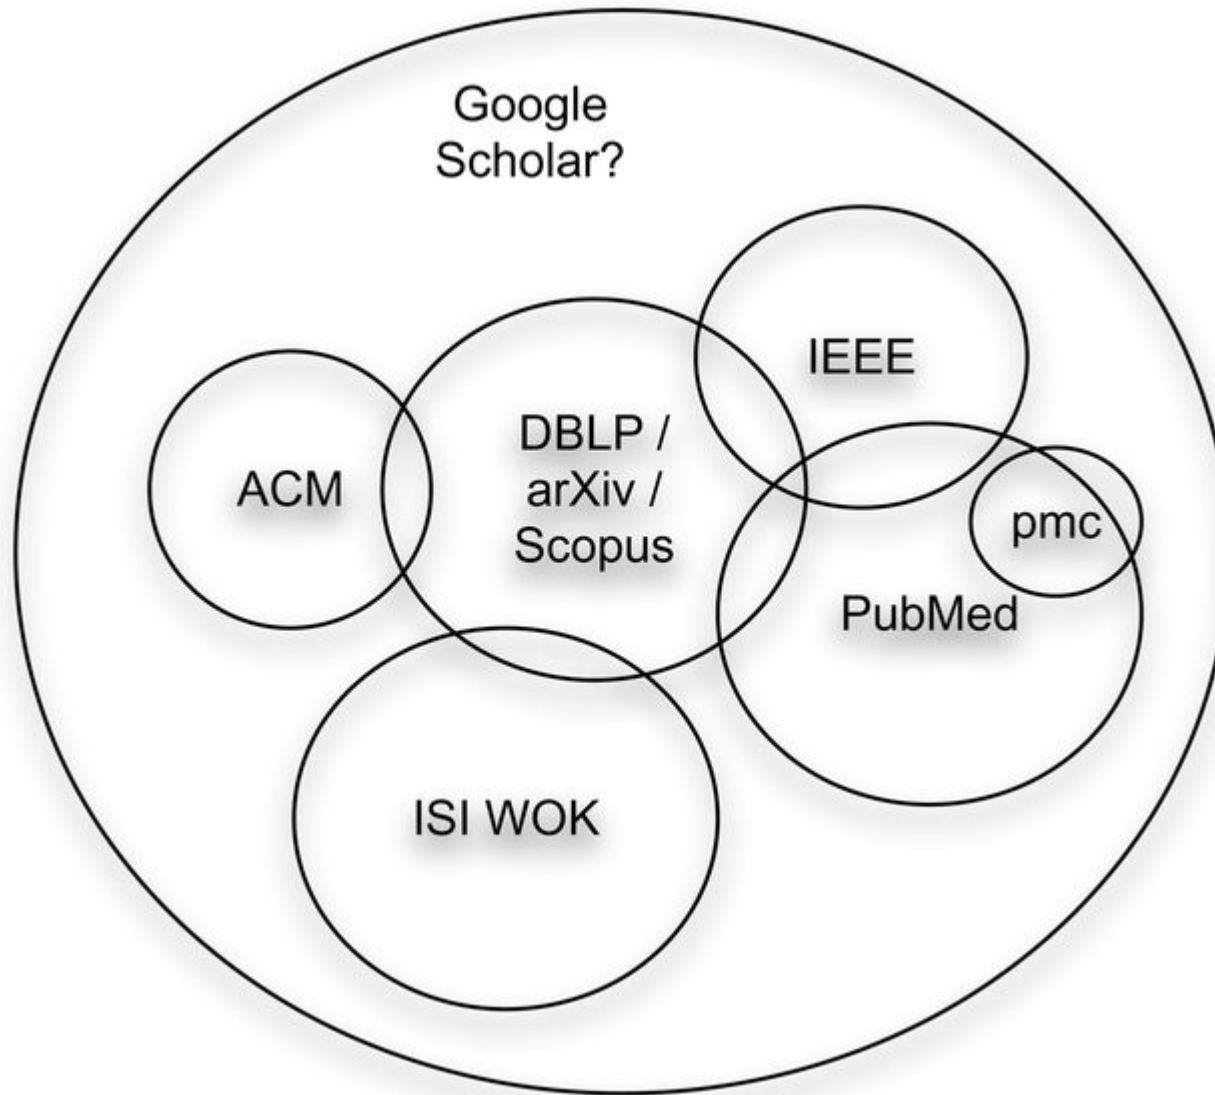 Google
Scholar?
IEEE
DBLP /
arXiv /
Scopus
ACM
pmc
PubMed
ISI WOK